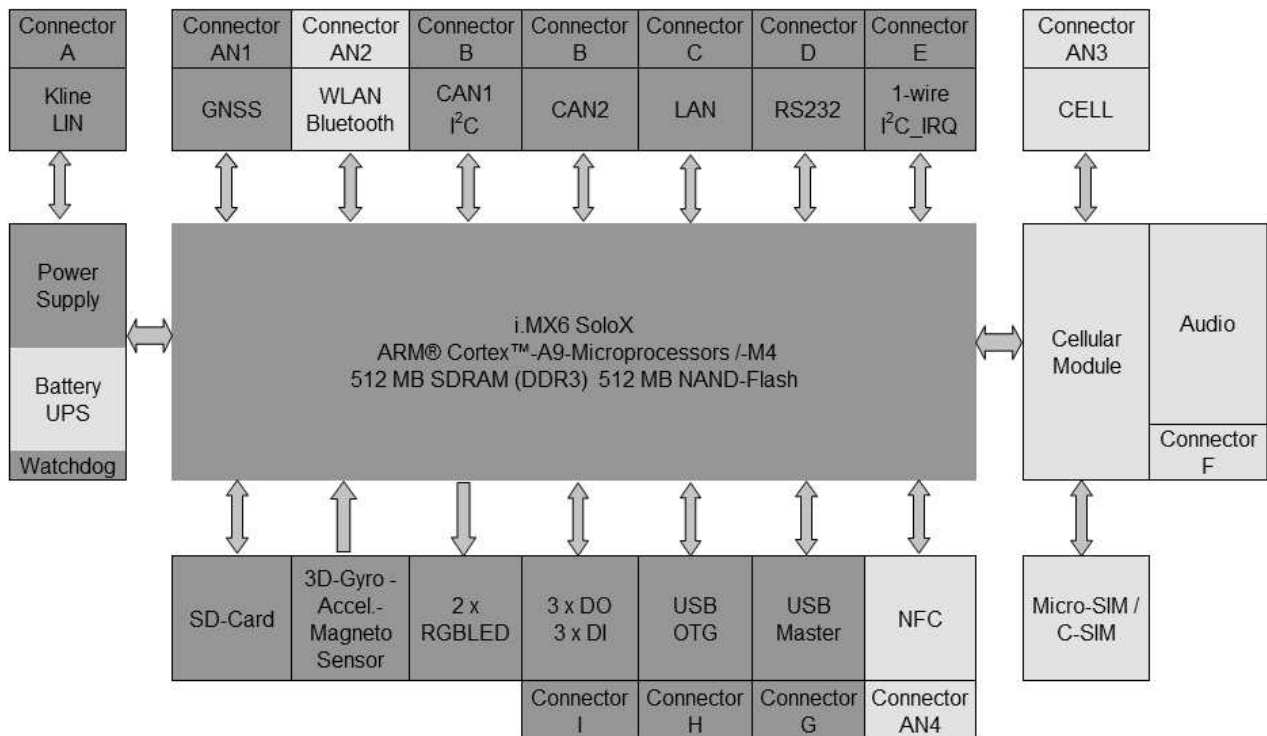 Connector
A
Kline
LIN
Connector
AN1
GNSS
Connector
AN2
WLAN
Bluetooth
Connector
B
CAN1
I²C
Connector
B
CAN2
Connector
C
LAN
Connector
D
RS232
Connector
E
1-wire
I²C_IRQ
Connector
AN3
CELL
Power
Supply
Battery
UPS
Watchdog
i.MX6 SoloX
ARM® Cortex™-A9-Microprocessors /-M4
512 MB SDRAM (DDR3) 512 MB NAND-Flash
Cellular
Module
Audio
Connector
F
SD-Card
3D-Gyro -
Accel.-
Magneto
Sensor
2 x
RGBLED
3 x DO
3 x DI
Connector
I
USB
OTG
Connector
H
USB
Master
Connector
G
NFC
Connector
AN4
Micro-SIM /
C-SIM